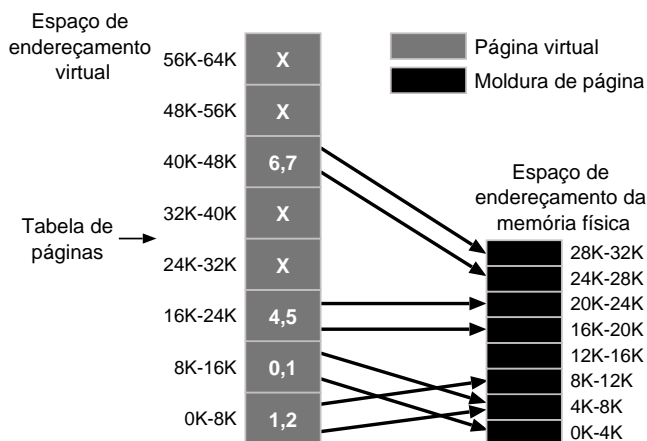 Espaço de
endereçamento
virtual
56K-64K X
48K-56K X
40K-48K 6,7
32K-40K X
24K-32K X
16K-24K 4,5
8K-16K 0,1
0K-8K 1,2
Tabela de
páginas
Página virtual
Moldura de página
Espaço de
endereçamento da
memória física
28K-32K
24K-28K
20K-24K
16K-20K
12K-16K
8K-12K
4K-8K
0K-4K